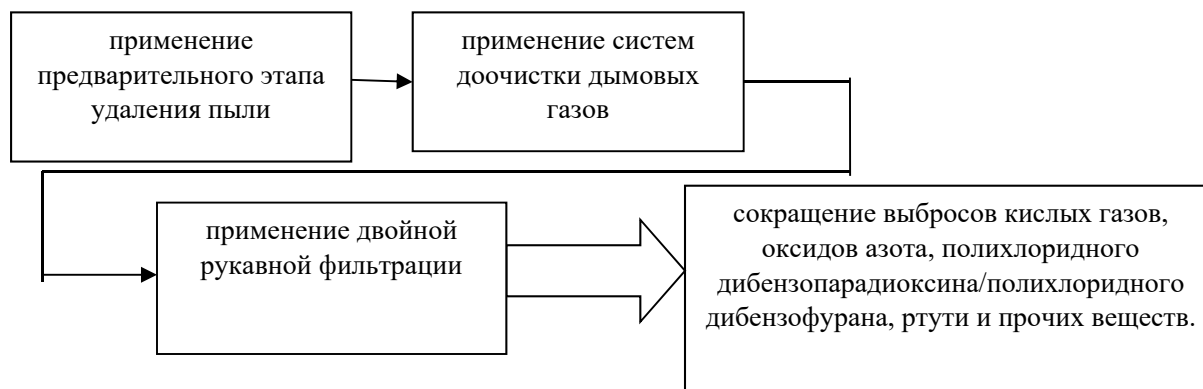 применение
предварительного этапа
удаления пыли
применение систем
доочистки дымовых
газов
применение двойной
рукавной фильтрации
сокращение выбросов кислых газов,
оксидов азота, полихлоридного
дибензопарадиоксина/полихлоридного
дибензофурана, ртути и прочих веществ.